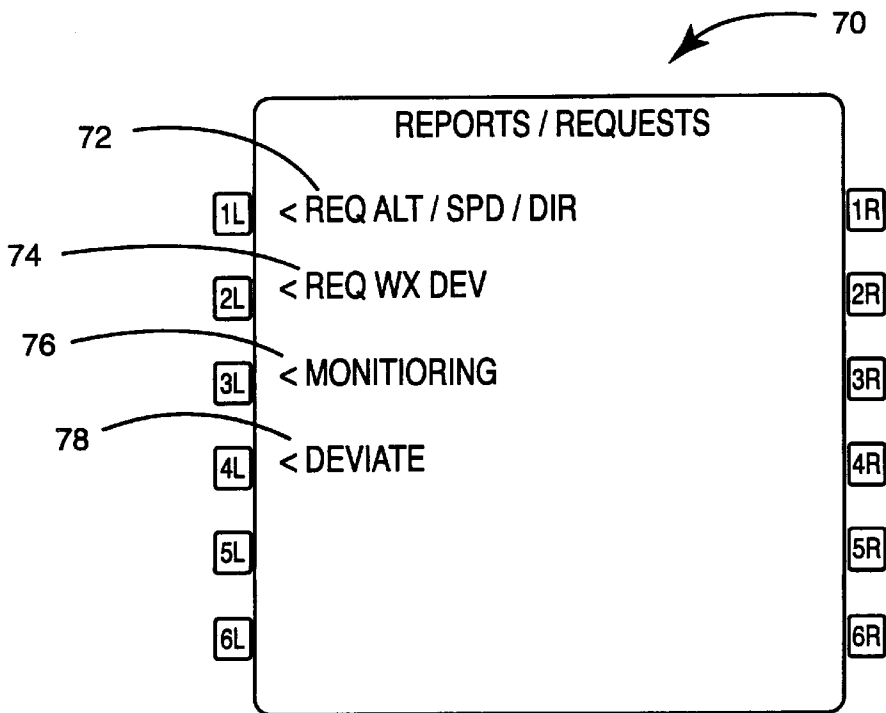 70
REPORTS / REQUESTS
72
1L < REQ ALT / SPD / DIR 1R
74
2L < REQ WX DEV 2R
76
3L < MONITIORING 3R
78
4L < DEVIATE 4R
5L 5R
6L 6R